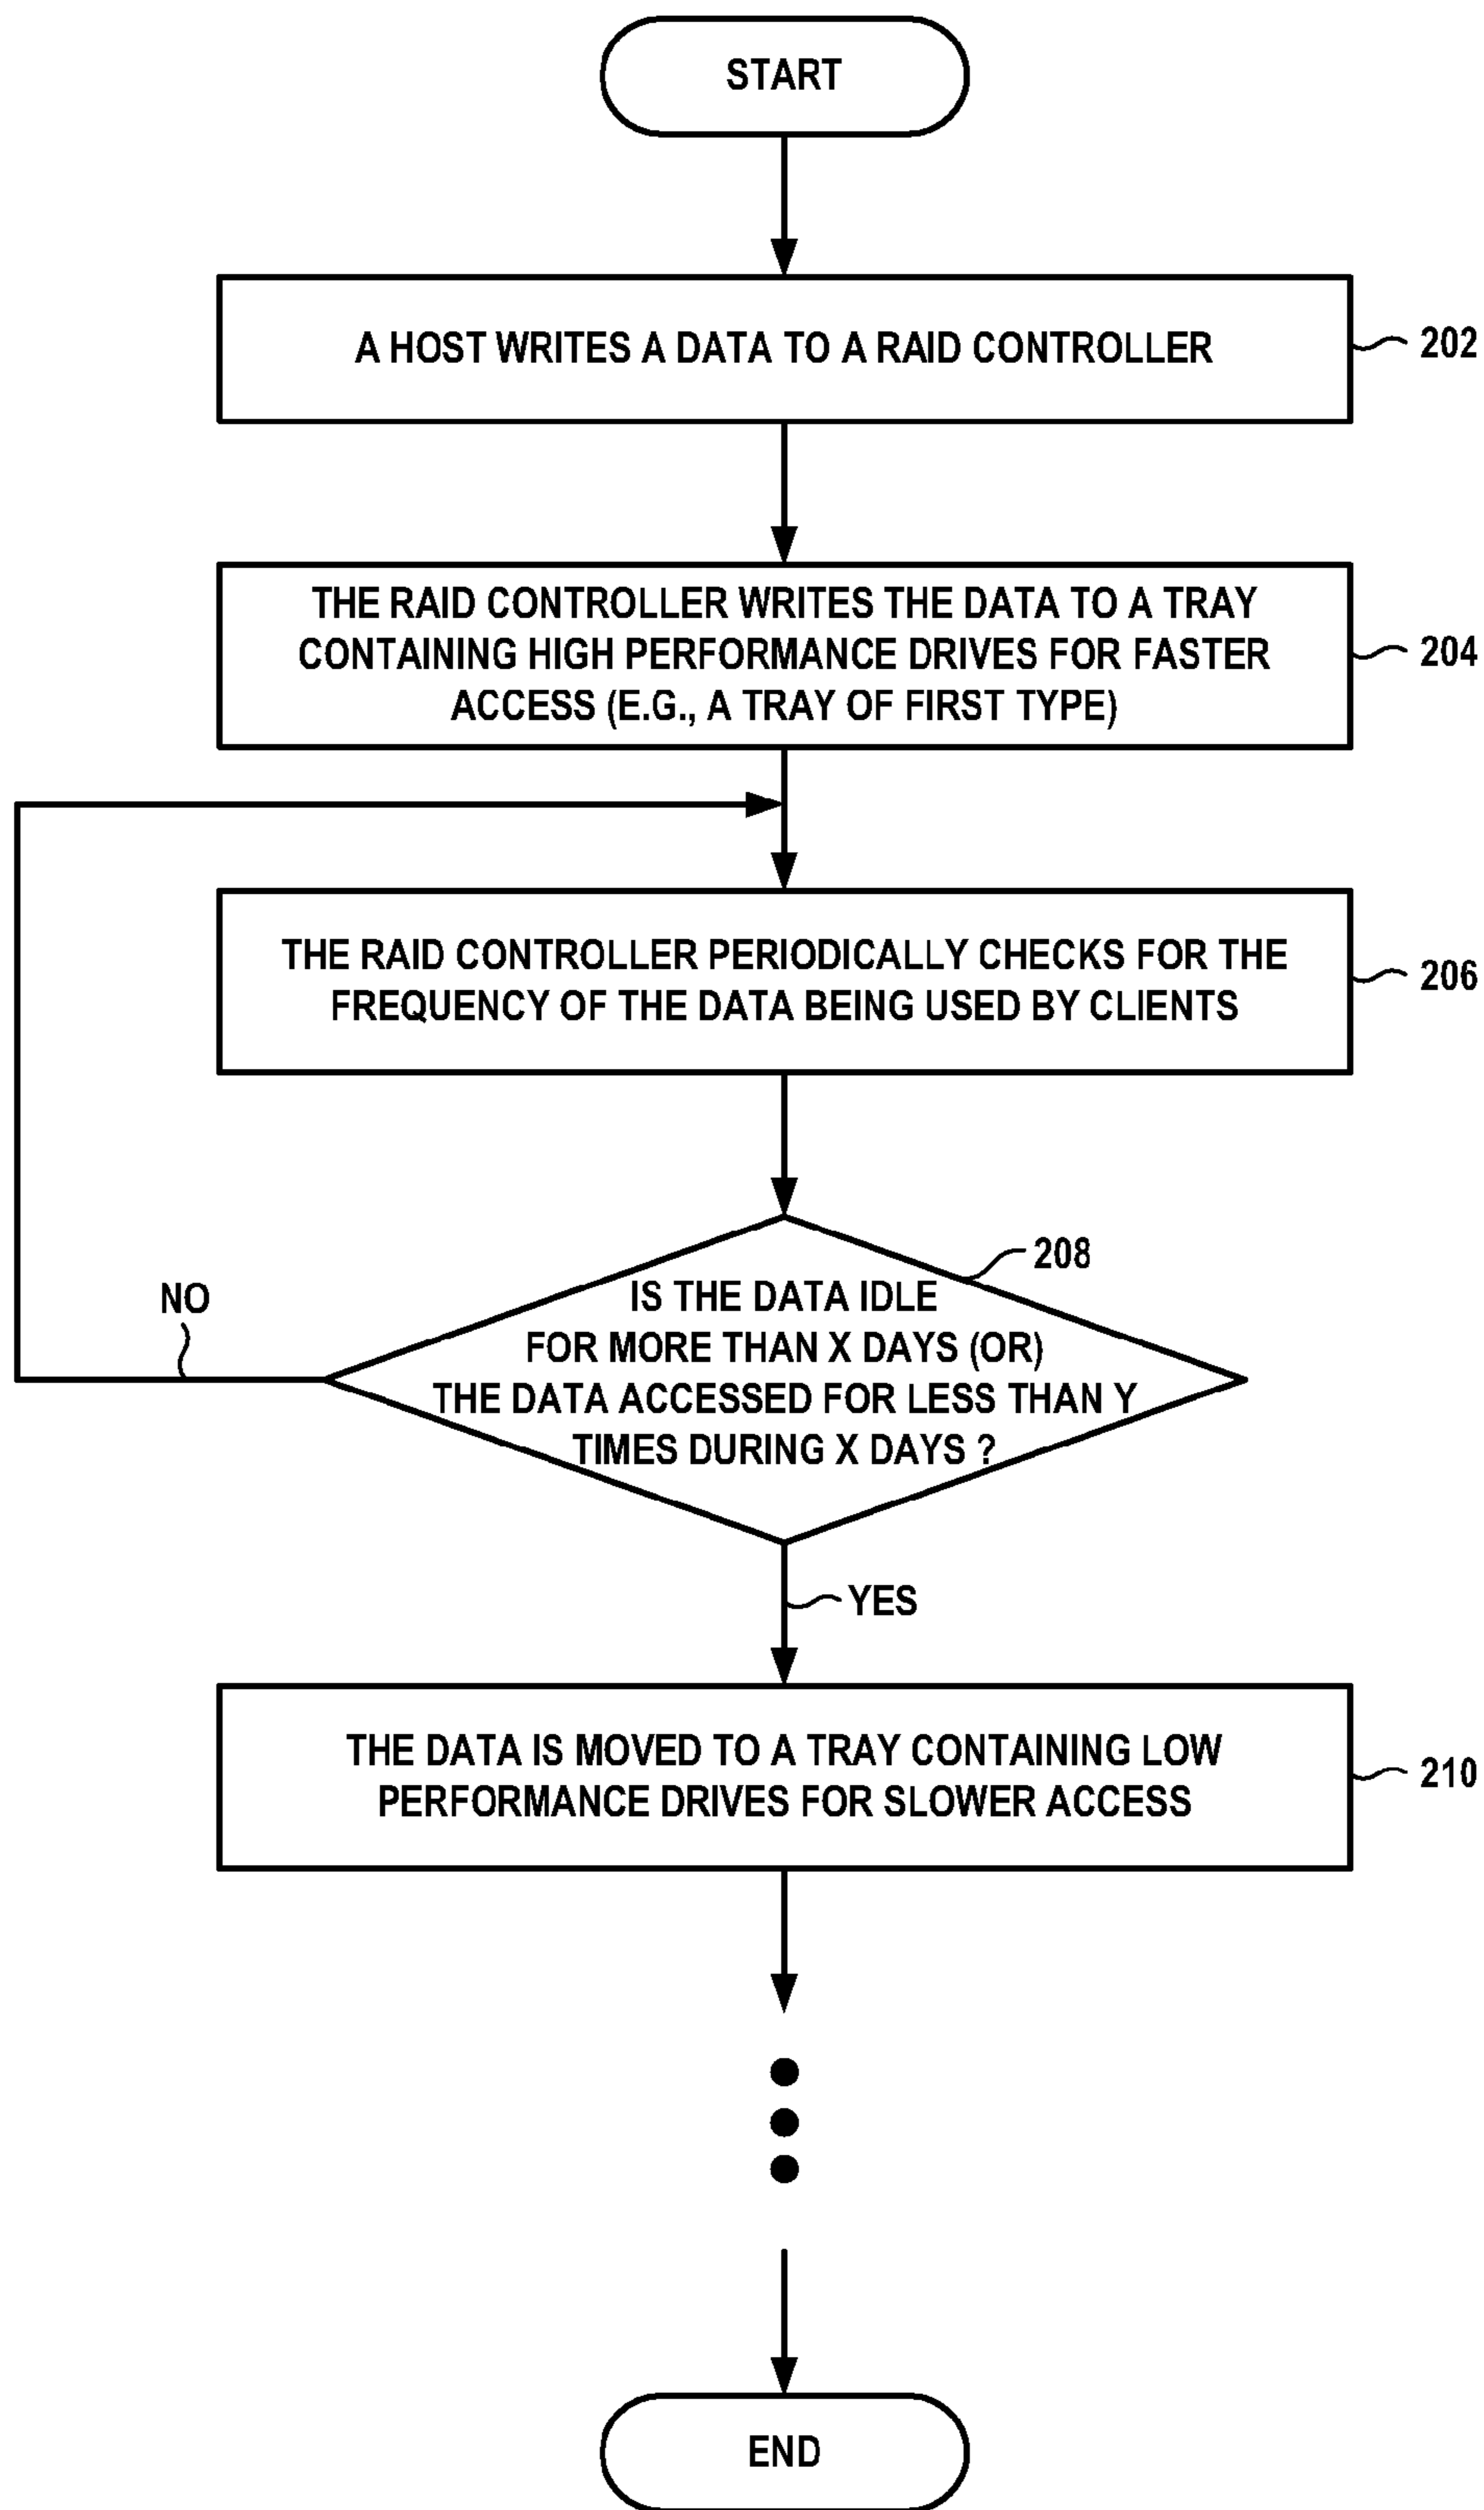 START
A HOST WRITES A DATA TO A RAID CONTROLLER
202
THE RAID CONTROLLER WRITES THE DATA TO A TRAY
CONTAINING HIGH PERFORMANCE DRIVES FOR FASTER
ACCESS (E.G., A TRAY OF FIRST TYPE)
204
THE RAID CONTROLLER PERIODICALLY CHECKS FOR THE
FREQUENCY OF THE DATA BEING USED BY CLIENTS
206
208
IS THE DATA IDLE
FOR MORE THAN X DAYS (OR)
THE DATA ACCESSED FOR LESS THAN Y
TIMES DURING X DAYS ?
NO
YES
THE DATA IS MOVED TO A TRAY CONTAINING LOW
PERFORMANCE DRIVES FOR SLOWER ACCESS
210
END